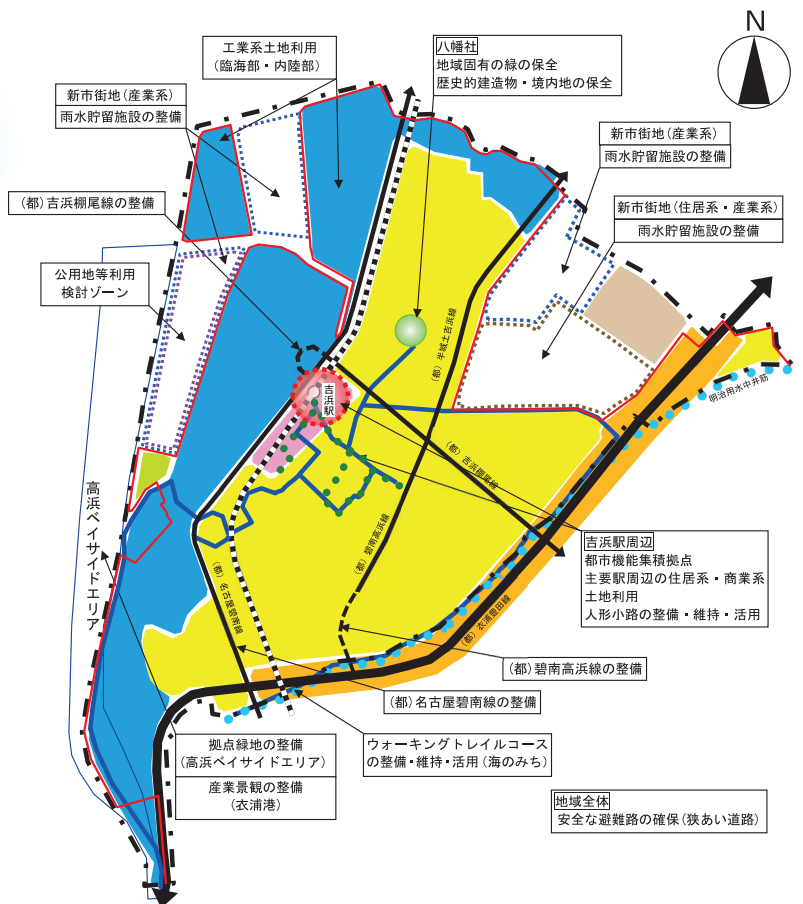 N
工業系土地利用
(臨海部・内陸部)
八幡社
地域固有の緑の保全
歴史的建造物・境内地の保全
新市街地(産業系)
雨水貯留施設の整備
新市街地(産業系)
雨水貯留施設の整備
(都)吉浜棚尾線の整備
新市街地(住居系・産業系)
雨水貯留施設の整備
公用地等利用
検討ゾーン
(都)半城土吉浜線
吉浜駅
明治用水中井筋
(都)吉浜棚尾線
高浜ベイサイドエリア
(都)碧南高浜線
吉浜駅周辺
都市機能集積拠点
主要駅周辺の住居系・商業系
土地利用
人形小路の整備・維持・活用
(都)名古屋碧南線
(都)衣浦豊田線
(都)碧南高浜線の整備
(都)名古屋碧南線の整備
拠点緑地の整備
(高浜ベイサイドエリア)
産業景観の整備
(衣浦港)
ウォーキングトレイルコース
の整備・維持・活用(海のみち)
地域全体
安全な避難路の確保(狭あい道路)